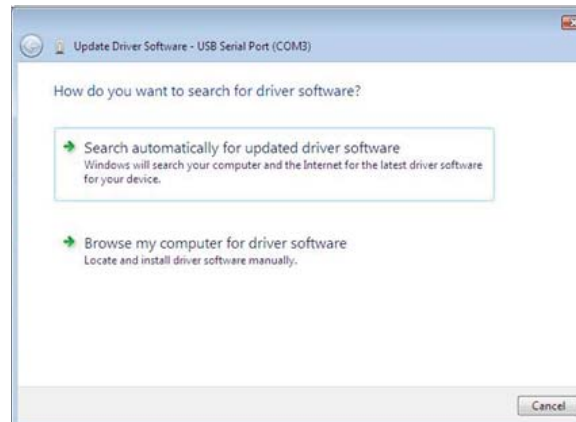 Update Driver Software - USB Serial Port (COM3)
How do you want to search for driver software?
Search automatically for updated driver software
Windows will search your computer and the Internet for the latest driver software
for your device.
Browse my computer for driver software
Locate and install driver software manually.
Cancel